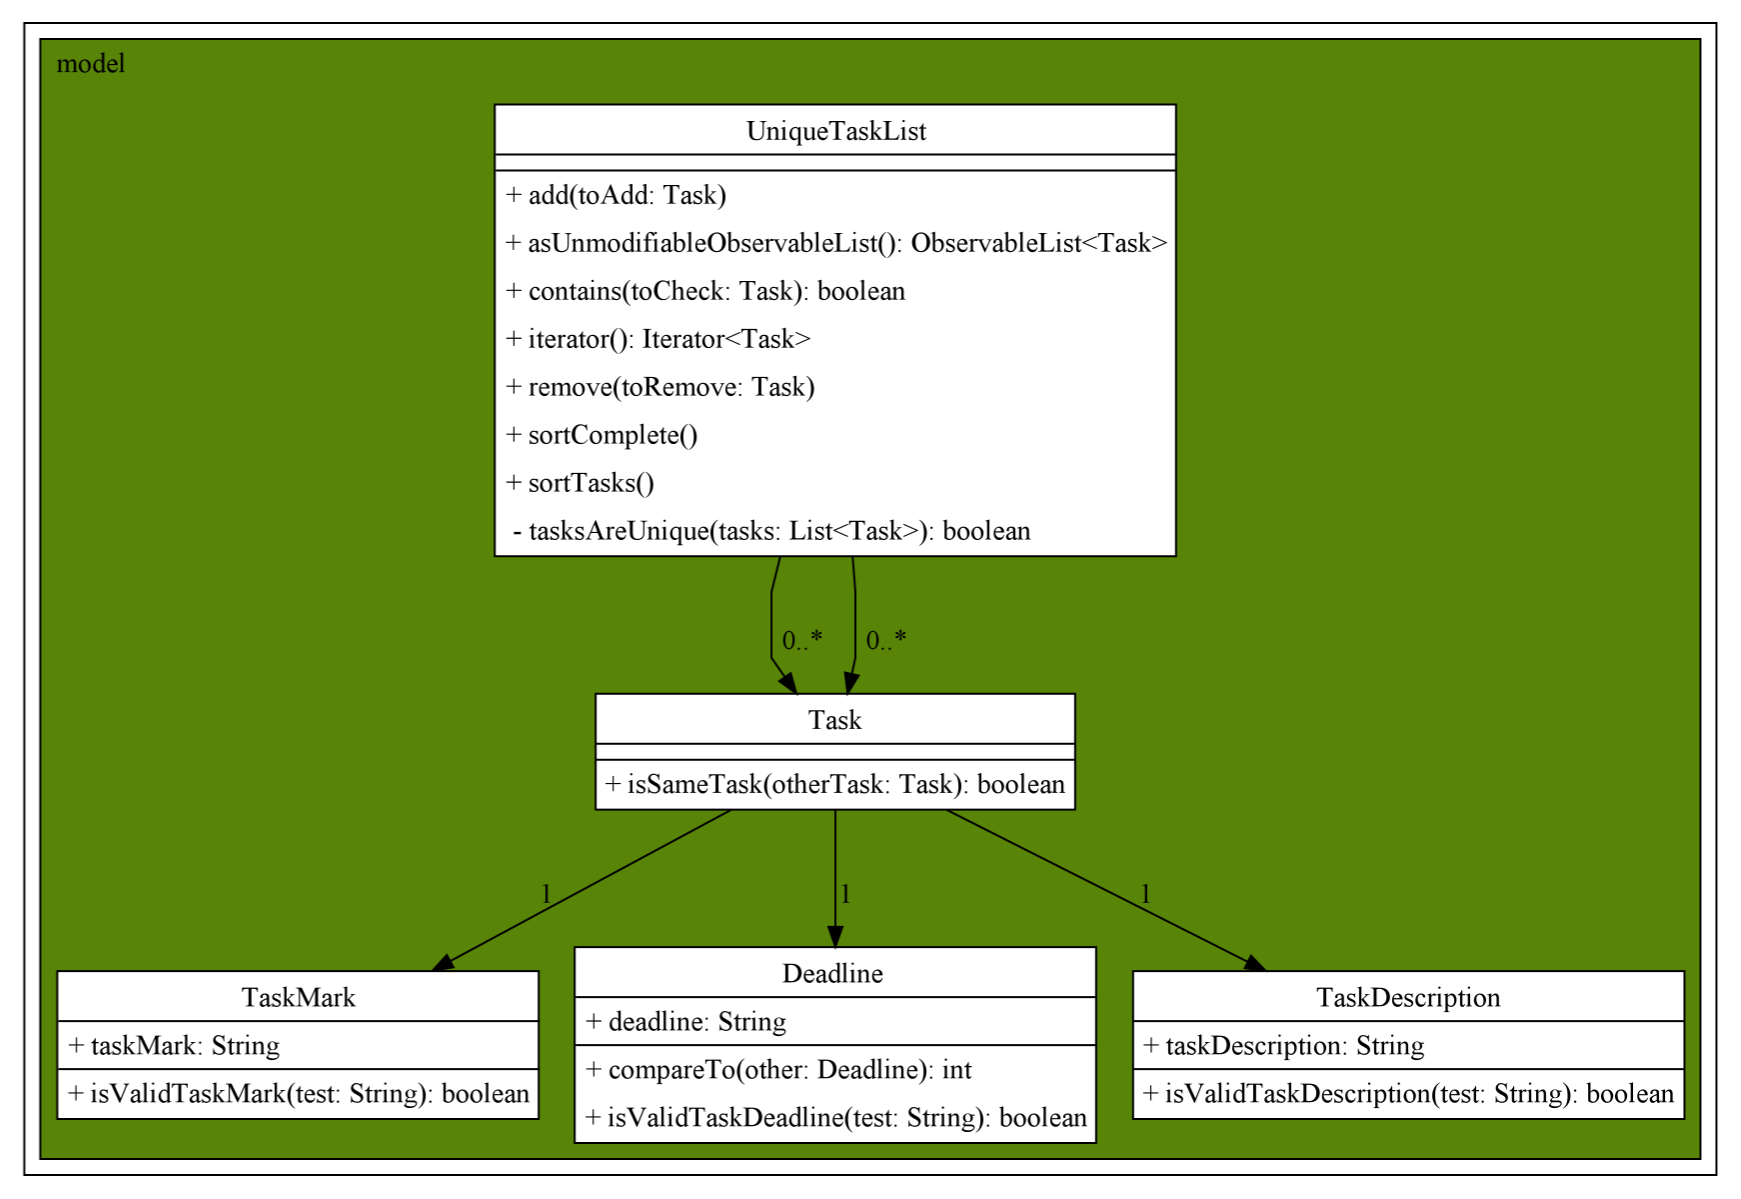 model
UniqueTaskList
+ add(toAdd: Task)
+ asUnmodifiableObservableList(): ObservableList<Task>
+ contains(toCheck: Task): boolean
+ iterator(): Iterator<Task>
+ remove(toRemove: Task)
+ sortComplete()
+ sortTasks()
- tasksAreUnique(tasks: List<Task>): boolean
0..* 0..*
Task
+ isSameTask(otherTask: Task): boolean
1 1 1
TaskMark
+ taskMark: String
+ isValidTaskMark(test: String): boolean
Deadline
+ deadline: String
+ compareTo(other: Deadline): int
+ isValidTaskDeadline(test: String): boolean
TaskDescription
+ taskDescription: String
+ isValidTaskDescription(test: String): boolean